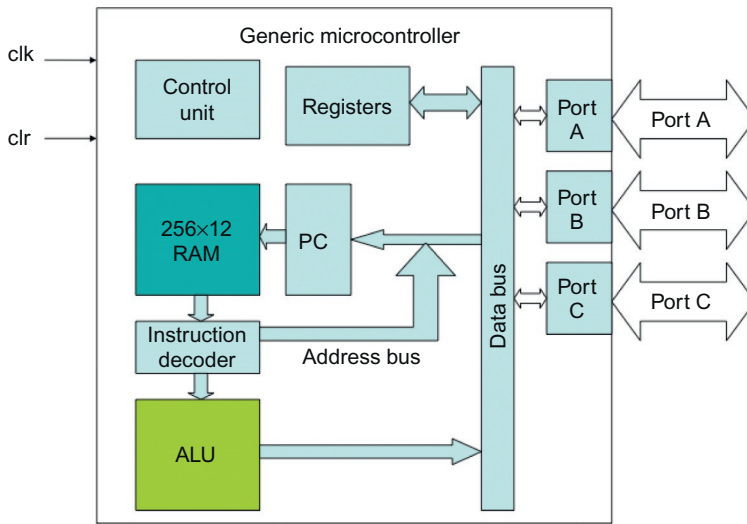 Generic microcontroller
clk
clr
Control
unit
Registers
Port
A
Port A
256×12
RAM
PC
Port
B
Port B
Port
C
Port C
Data bus
Instruction
decoder
Address bus
ALU